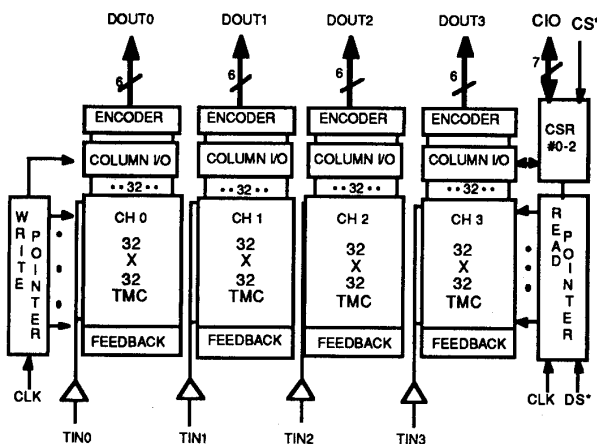 DOUT0 DOUT1 DOUT2 DOUT3 CIO CS*
6 6 6 6 7
ENCODER ENCODER ENCODER ENCODER
CSR
#0-2
COLUMN I/O COLUMN I/O COLUMN I/O COLUMN I/O
••32•• ••32•• ••32•• ••32••
WRITE
POINTER
CH 0
32
X
32
TMC
FEEDBACK
CH 1
32
X
32
TMC
FEEDBACK
CH 2
32
X
32
TMC
FEEDBACK
CH 3
32
X
32
TMC
FEEDBACK
READ
POINTER
CLK CLK DS*
TIN0 TIN1 TIN2 TIN3